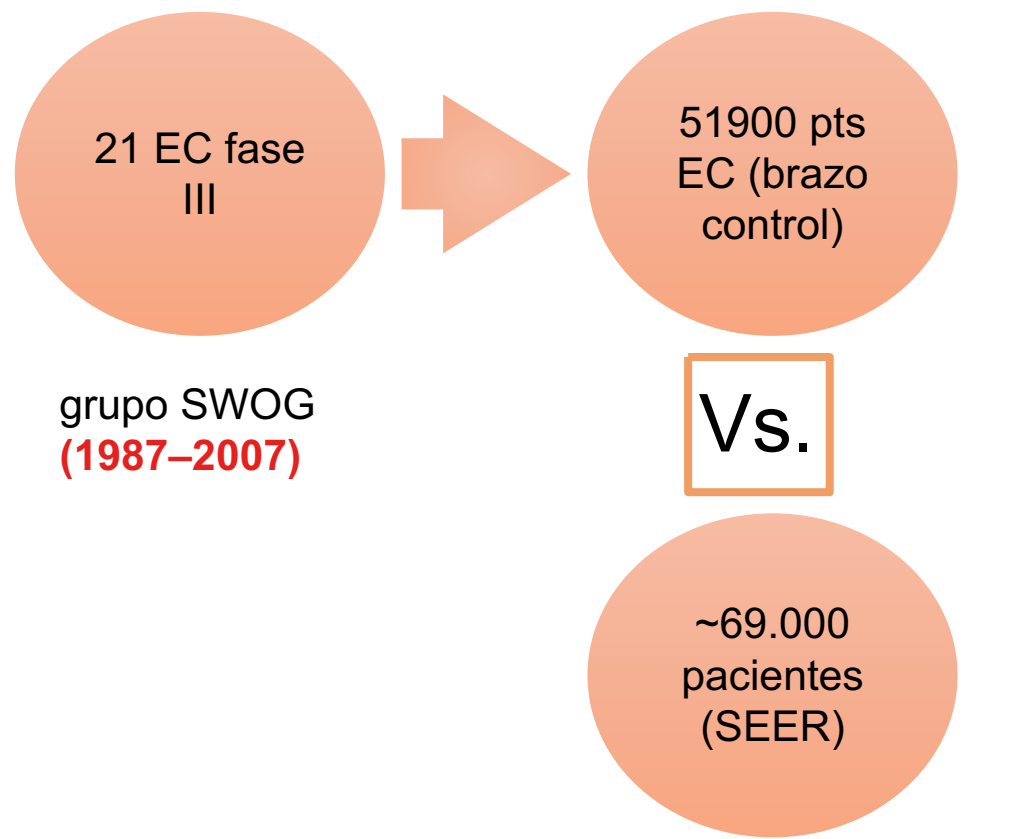 21 EC fase
III
grupo SWOG
(1987–2007)
51900 pts
EC (brazo
control)
Vs.
~69.000
pacientes
(SEER)